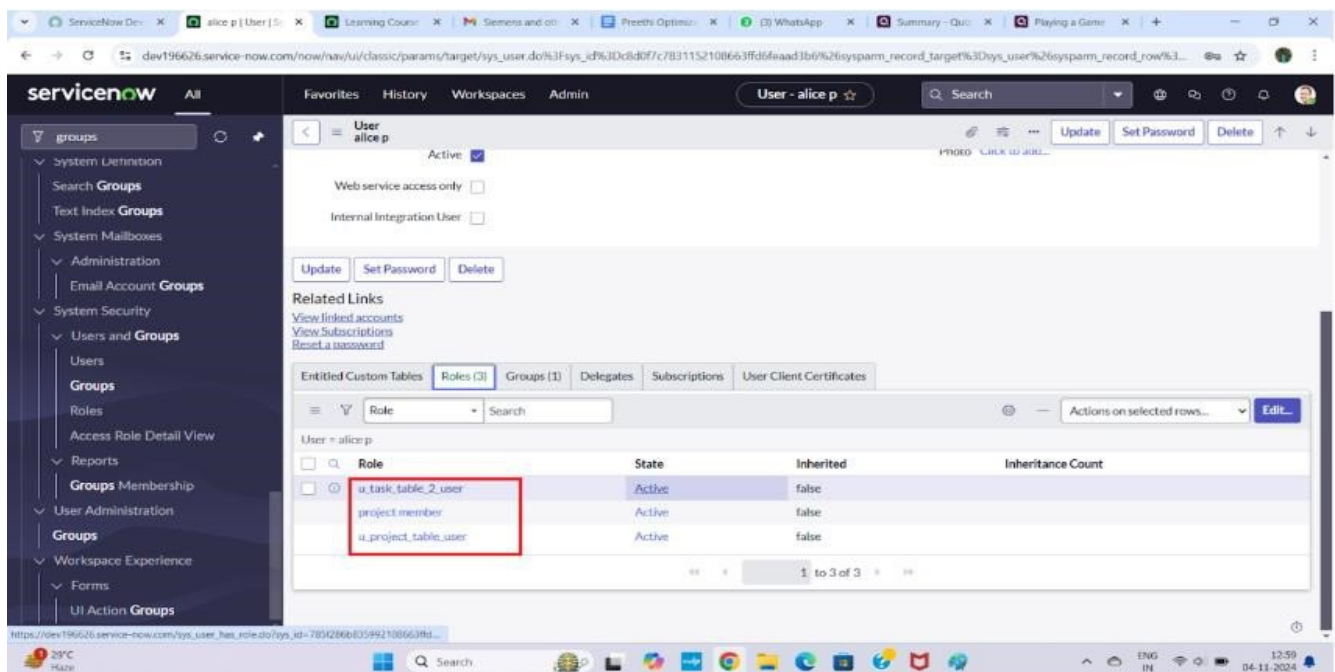 ServiceNow Dev
alice p | User | S
Learning Course
Siemens and oth
Preethi Optimiz
(3) WhatsApp
Summary - Qui
Playing a Game
servicenow All Favorites History Workspaces Admin User - alice p Search
groups
System Definition
Search Groups
Text Index Groups
System Mailboxes
Administration
Email Account Groups
System Security
Users and Groups
Users
Groups
Roles
Access Role Detail View
Reports
Groups Membership
User Administration
Groups
Workspace Experience
Forms
UI Action Groups
User
alice p
Update Set Password Delete
Active
Photo Click to add...
Web service access only
Internal Integration User
Update Set Password Delete
Related Links
View linked accounts
View Subscriptions
Reset a password
Entitled Custom Tables Roles (3) Groups (1) Delegates Subscriptions User Client Certificates
Role Search Actions on selected rows... Edit...
User = alice p
Role State Inherited Inheritance Count
u_task_table_2_user Active false
project member Active false
u_project_table_user Active false
1 to 3 of 3
29°C
Haze
Search
ENG
IN
12:59
04-11-2024